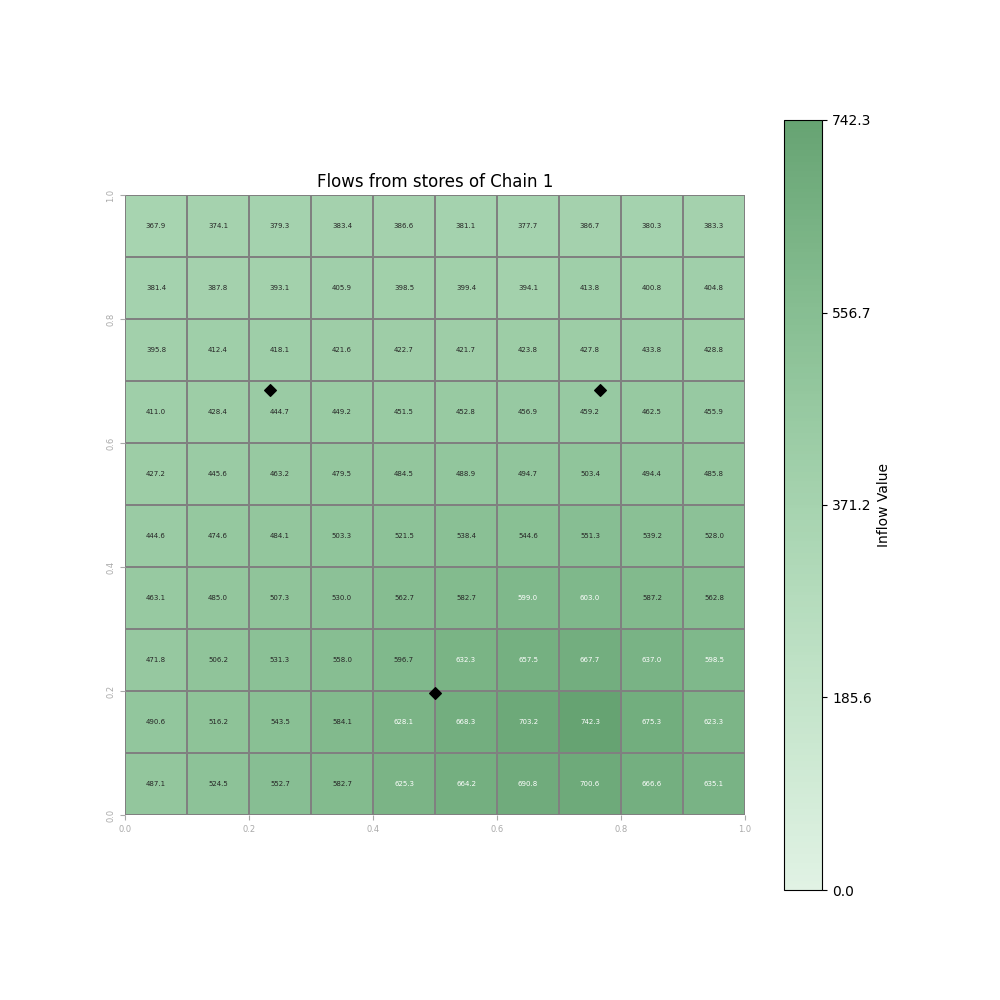 Flows from stores of Chain 1
742.3
556.7
371.2
185.6
0.0
Inflow Value
1.0
0.8
0.6
0.4
0.2
0.0
367.9 374.1 379.3 383.4 386.6 381.1 377.7 386.7 380.3 383.3
381.4 387.8 393.1 405.9 398.5 399.4 394.1 413.8 400.8 404.8
395.8 412.4 418.1 421.6 422.7 421.7 423.8 427.8 433.8 428.8
411.0 428.4 444.7 449.2 451.5 452.8 456.9 459.2 462.5 455.9
427.2 445.6 463.2 479.5 484.5 488.9 494.7 503.4 494.4 485.8
444.6 474.6 484.1 503.3 521.5 538.4 544.6 551.3 539.2 528.0
463.1 485.0 507.3 530.0 562.7 582.7 599.0 603.0 587.2 562.8
471.8 506.2 531.3 558.0 596.7 632.3 657.5 667.7 637.0 598.5
490.6 516.2 543.5 584.1 628.1 668.3 703.2 742.3 675.3 623.3
487.1 524.5 552.7 582.7 625.3 664.2 690.8 700.6 666.6 635.1
0.0 0.2 0.4 0.6 0.8 1.0